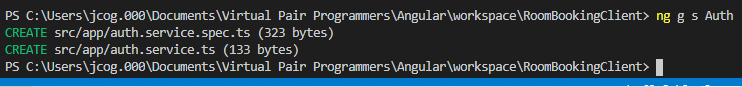 PS C:\Users\jcog.000\Documents\Virtual Pair Programmers\Angular\workspace\RoomBookingClient> ng g s Auth
CREATE src/app/auth.service.spec.ts (323 bytes)
CREATE src/app/auth.service.ts (133 bytes)
PS C:\Users\jcog.000\Documents\Virtual Pair Programmers\Angular\workspace\RoomBookingClient>